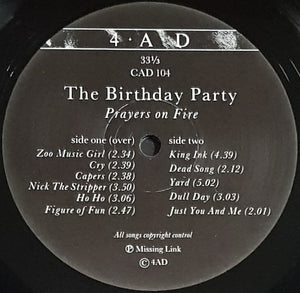 4·AD
33⅓
CAD 104
The Birthday Party
Prayers on Fire
side one (over)
Zoo Music Girl (2.34)
Cry (2.39)
Capers (2.38)
Nick The Stripper (3.50)
Ho Ho (3.06)
Figure of Fun (2.47)
side two
King Ink (4.39)
Dead Song (2.12)
Yard (5.02)
Dull Day (3.03)
Just You And Me (2.01)
All songs copyright control
Ⓟ Missing Link
© 4AD